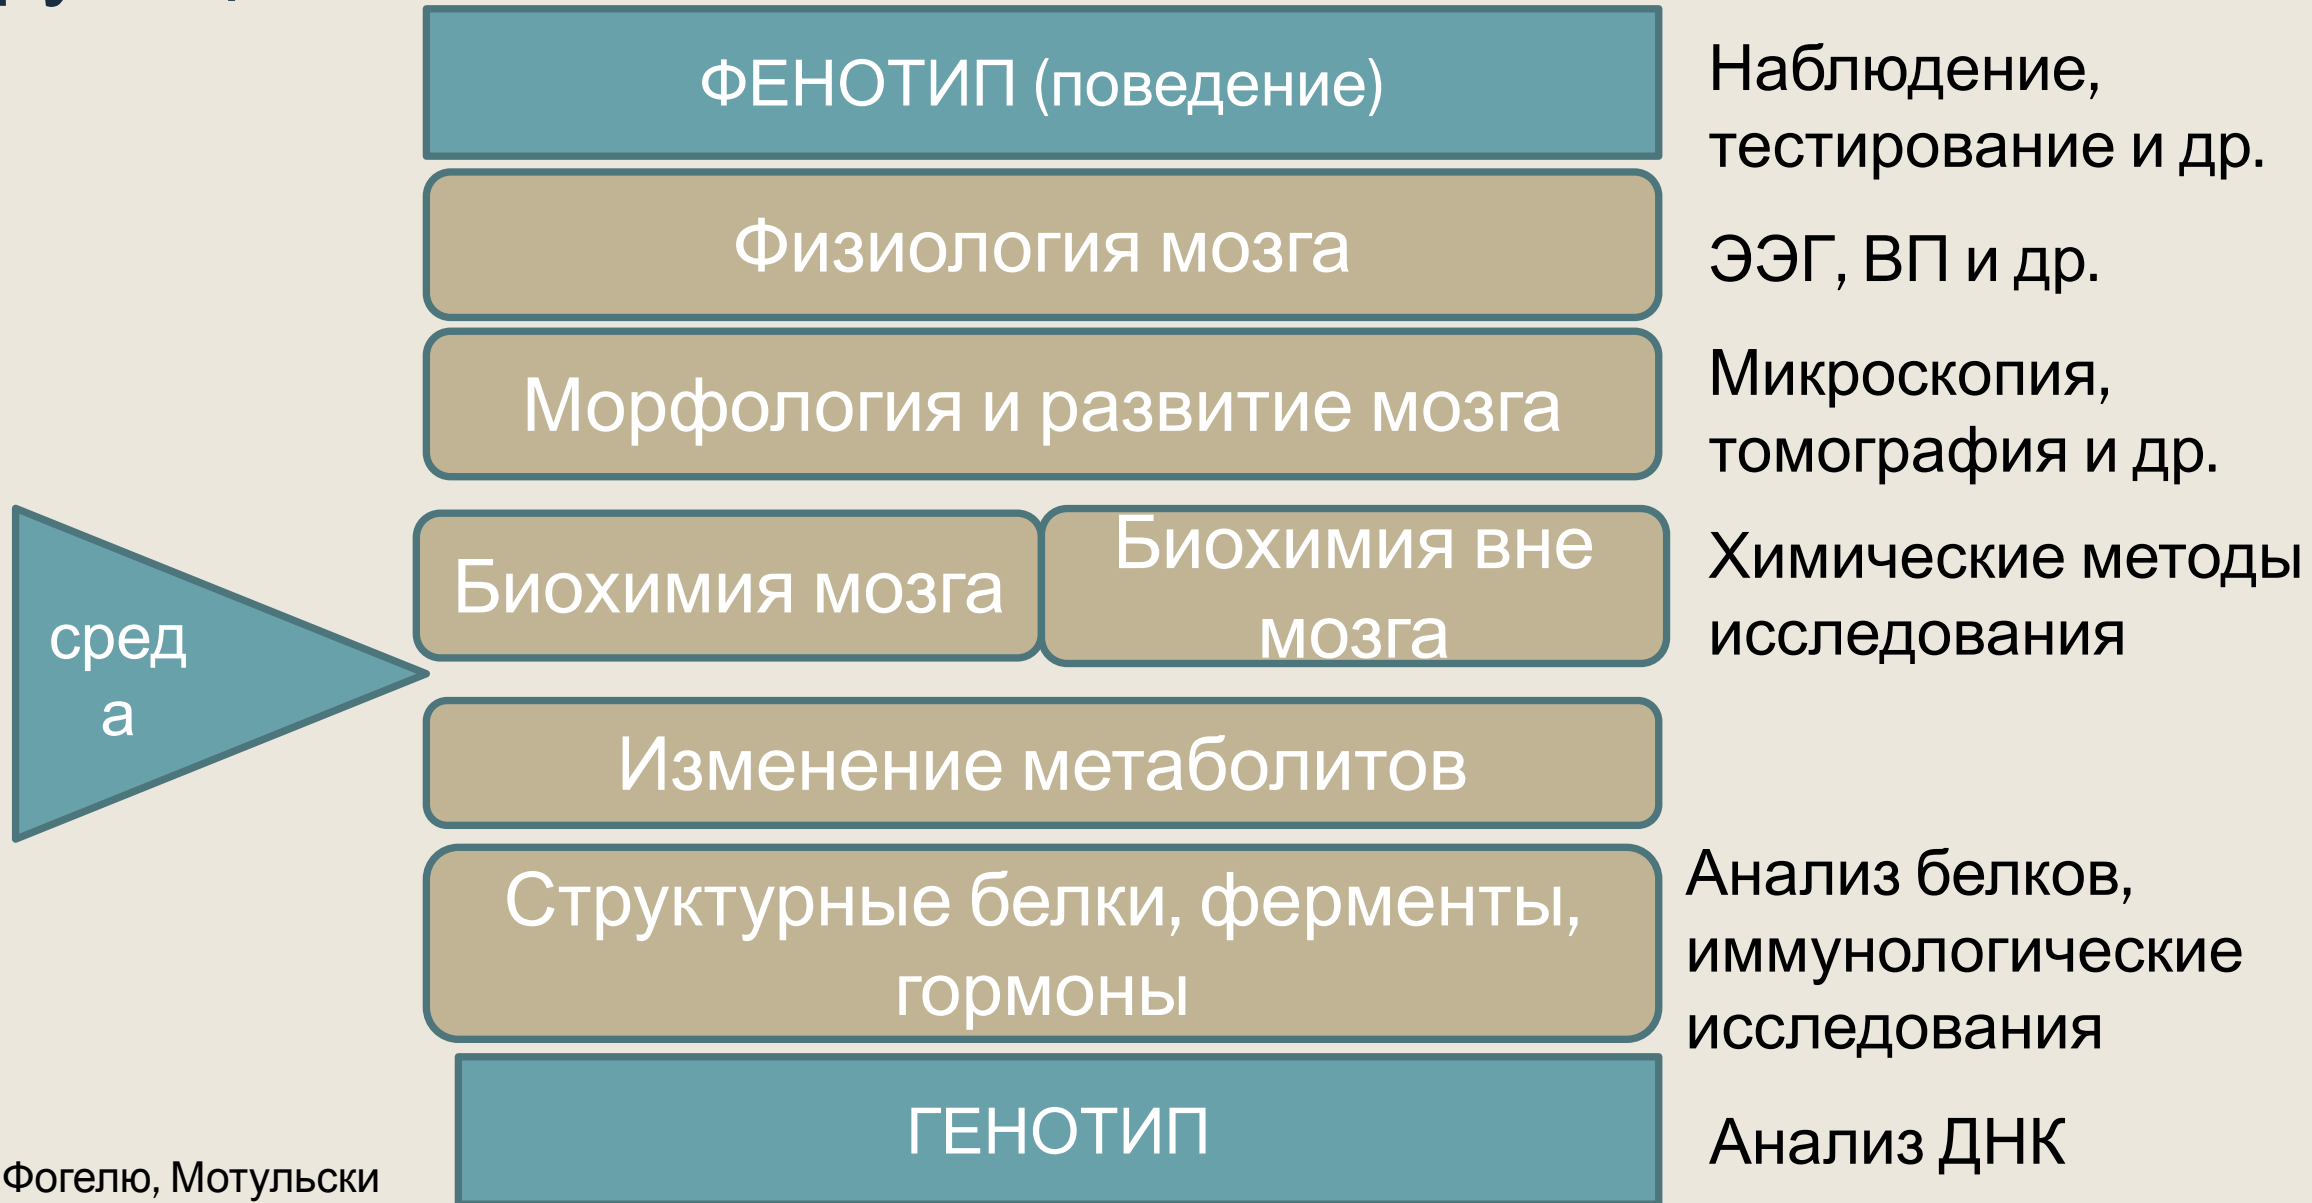 ФЕНОТИП (поведение)
Наблюдение,
тестирование и др.
Физиология мозга
ЭЭГ, ВП и др.
Морфология и развитие мозга
Микроскопия,
томография и др.
сред
а
Биохимия мозга
Биохимия вне
мозга
Химические методы
исследования
Изменение метаболитов
Структурные белки, ферменты,
гормоны
Анализ белков,
иммунологические
исследования
ГЕНОТИП
Анализ ДНК
Фогелю, Мотульски